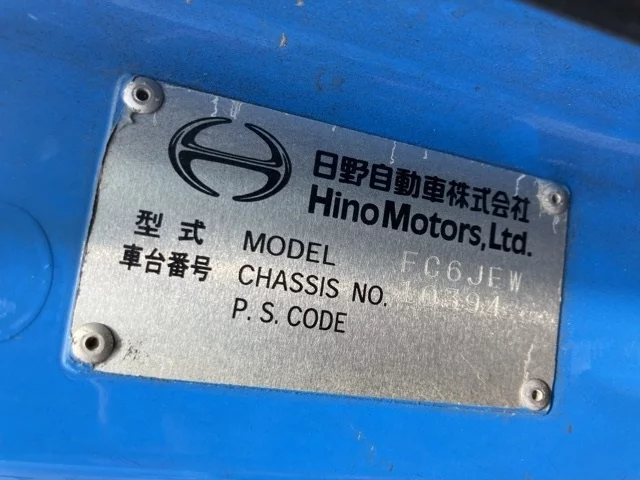 日野自動車株式会社
Hino Motors, Ltd.
型式 MODEL FC6JEW
車台番号 CHASSIS NO.
P. S. CODE